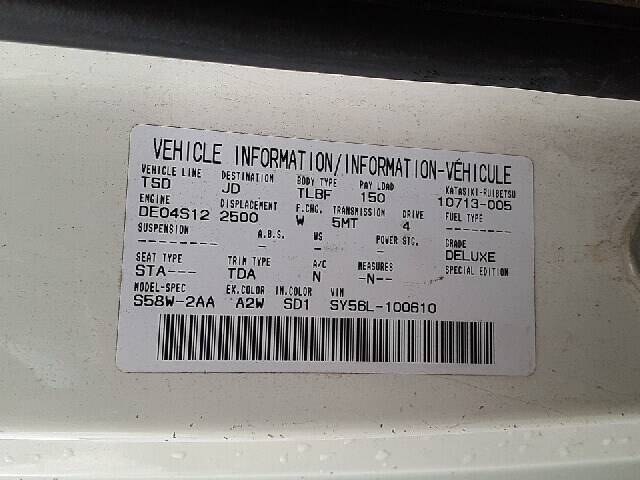 VEHICLE INFORMATION/INFORMATION-VÉHICULE
VEHICLE LINE DESTINATION BODY TYPE PAY LOAD KATASIKI-RUIBETSU
TSD JD TLBF 150 10713-005
ENGINE DISPLACEMENT F.CHG. TRANSMISSION DRIVE FUEL TYPE
DE04S12 2500 W 5MT 4 --------
SUSPENSION A.B.S. WS POWER STG. GRADE
-------- - -- -------- DELUXE
SEAT TYPE TRIM TYPE A/C MEASURES SPECIAL EDITION
STA--- TDA N -N--
MODEL-SPEC EX.COLOR IN.COLOR VIN
S58W-2AA A2W SD1 SY56L-100610